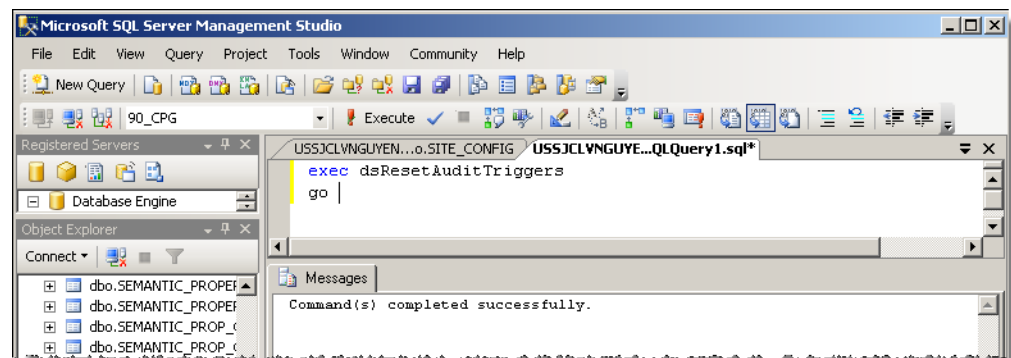 Microsoft SQL Server Management Studio
File Edit View Query Project Tools Window Community Help
New Query
90_CPG Execute
Registered Servers
USSJCLVNGUYEN...o.SITE_CONFIG USSJCLVNGUYE...QLQuery1.sql*
exec dsResetAuditTriggers
go
Database Engine
Object Explorer
Connect
Messages
Command(s) completed successfully.
dbo.SEMANTIC_PROPEF
dbo.SEMANTIC_PROPEF
dbo.SEMANTIC_PROP_
dbo.SEMANTIC_PROP_